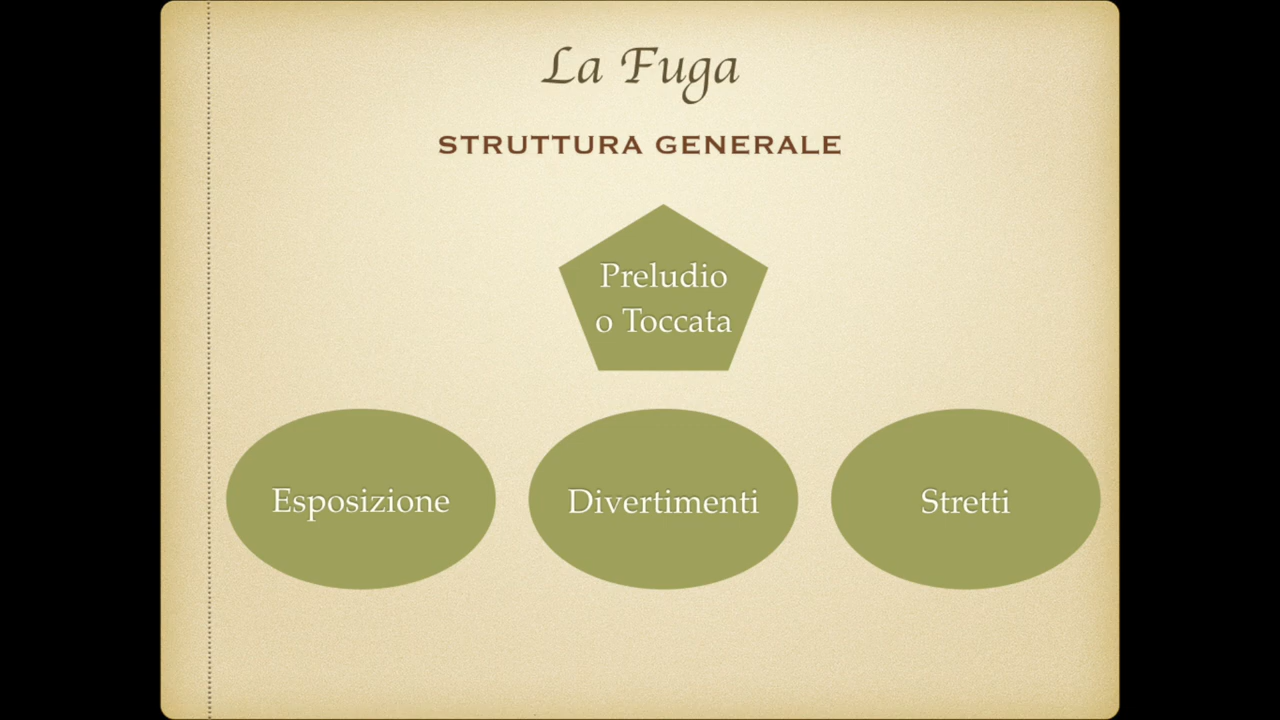 La Fuga
STRUTTURA GENERALE
Preludio
o Toccata
Esposizione
Divertimenti
Stretti